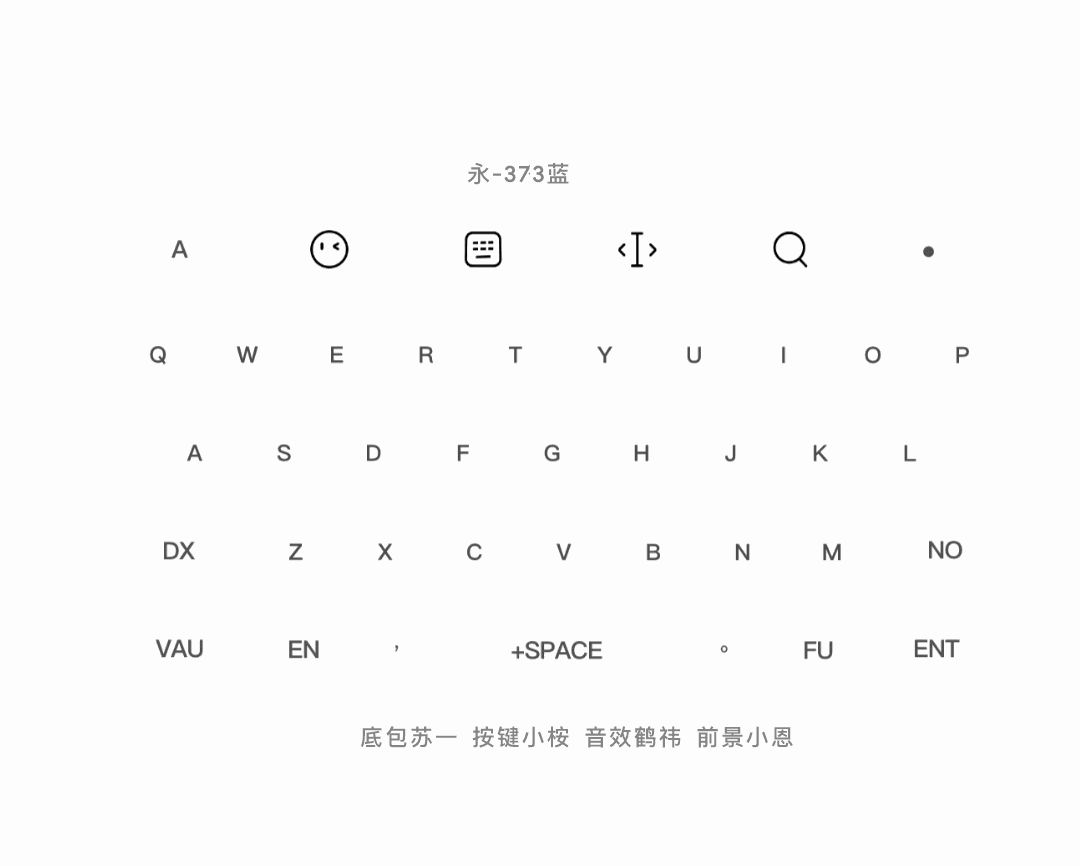 永-373蓝
A
Q W E R T Y U I O P
A S D F G H J K L
DX Z X C V B N M NO
VAU EN ， +SPACE 。 FU ENT
底包苏一 按键小桉 音效鹤祎 前景小恩